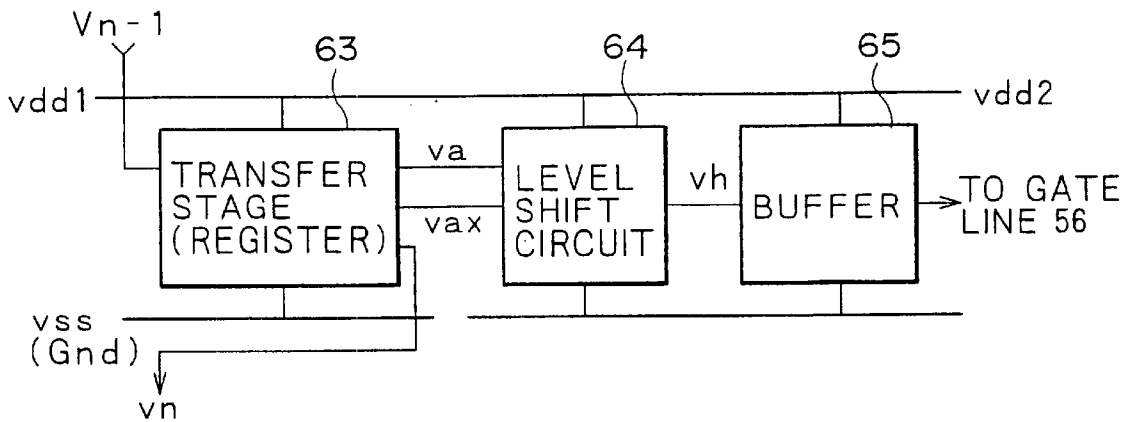 Vn-1
63
64
65
vdd1
vdd2
TRANSFER
STAGE
(REGISTER)
va
vax
LEVEL
SHIFT
CIRCUIT
vh
BUFFER
TO GATE
LINE 56
vss
(Gnd)
vn